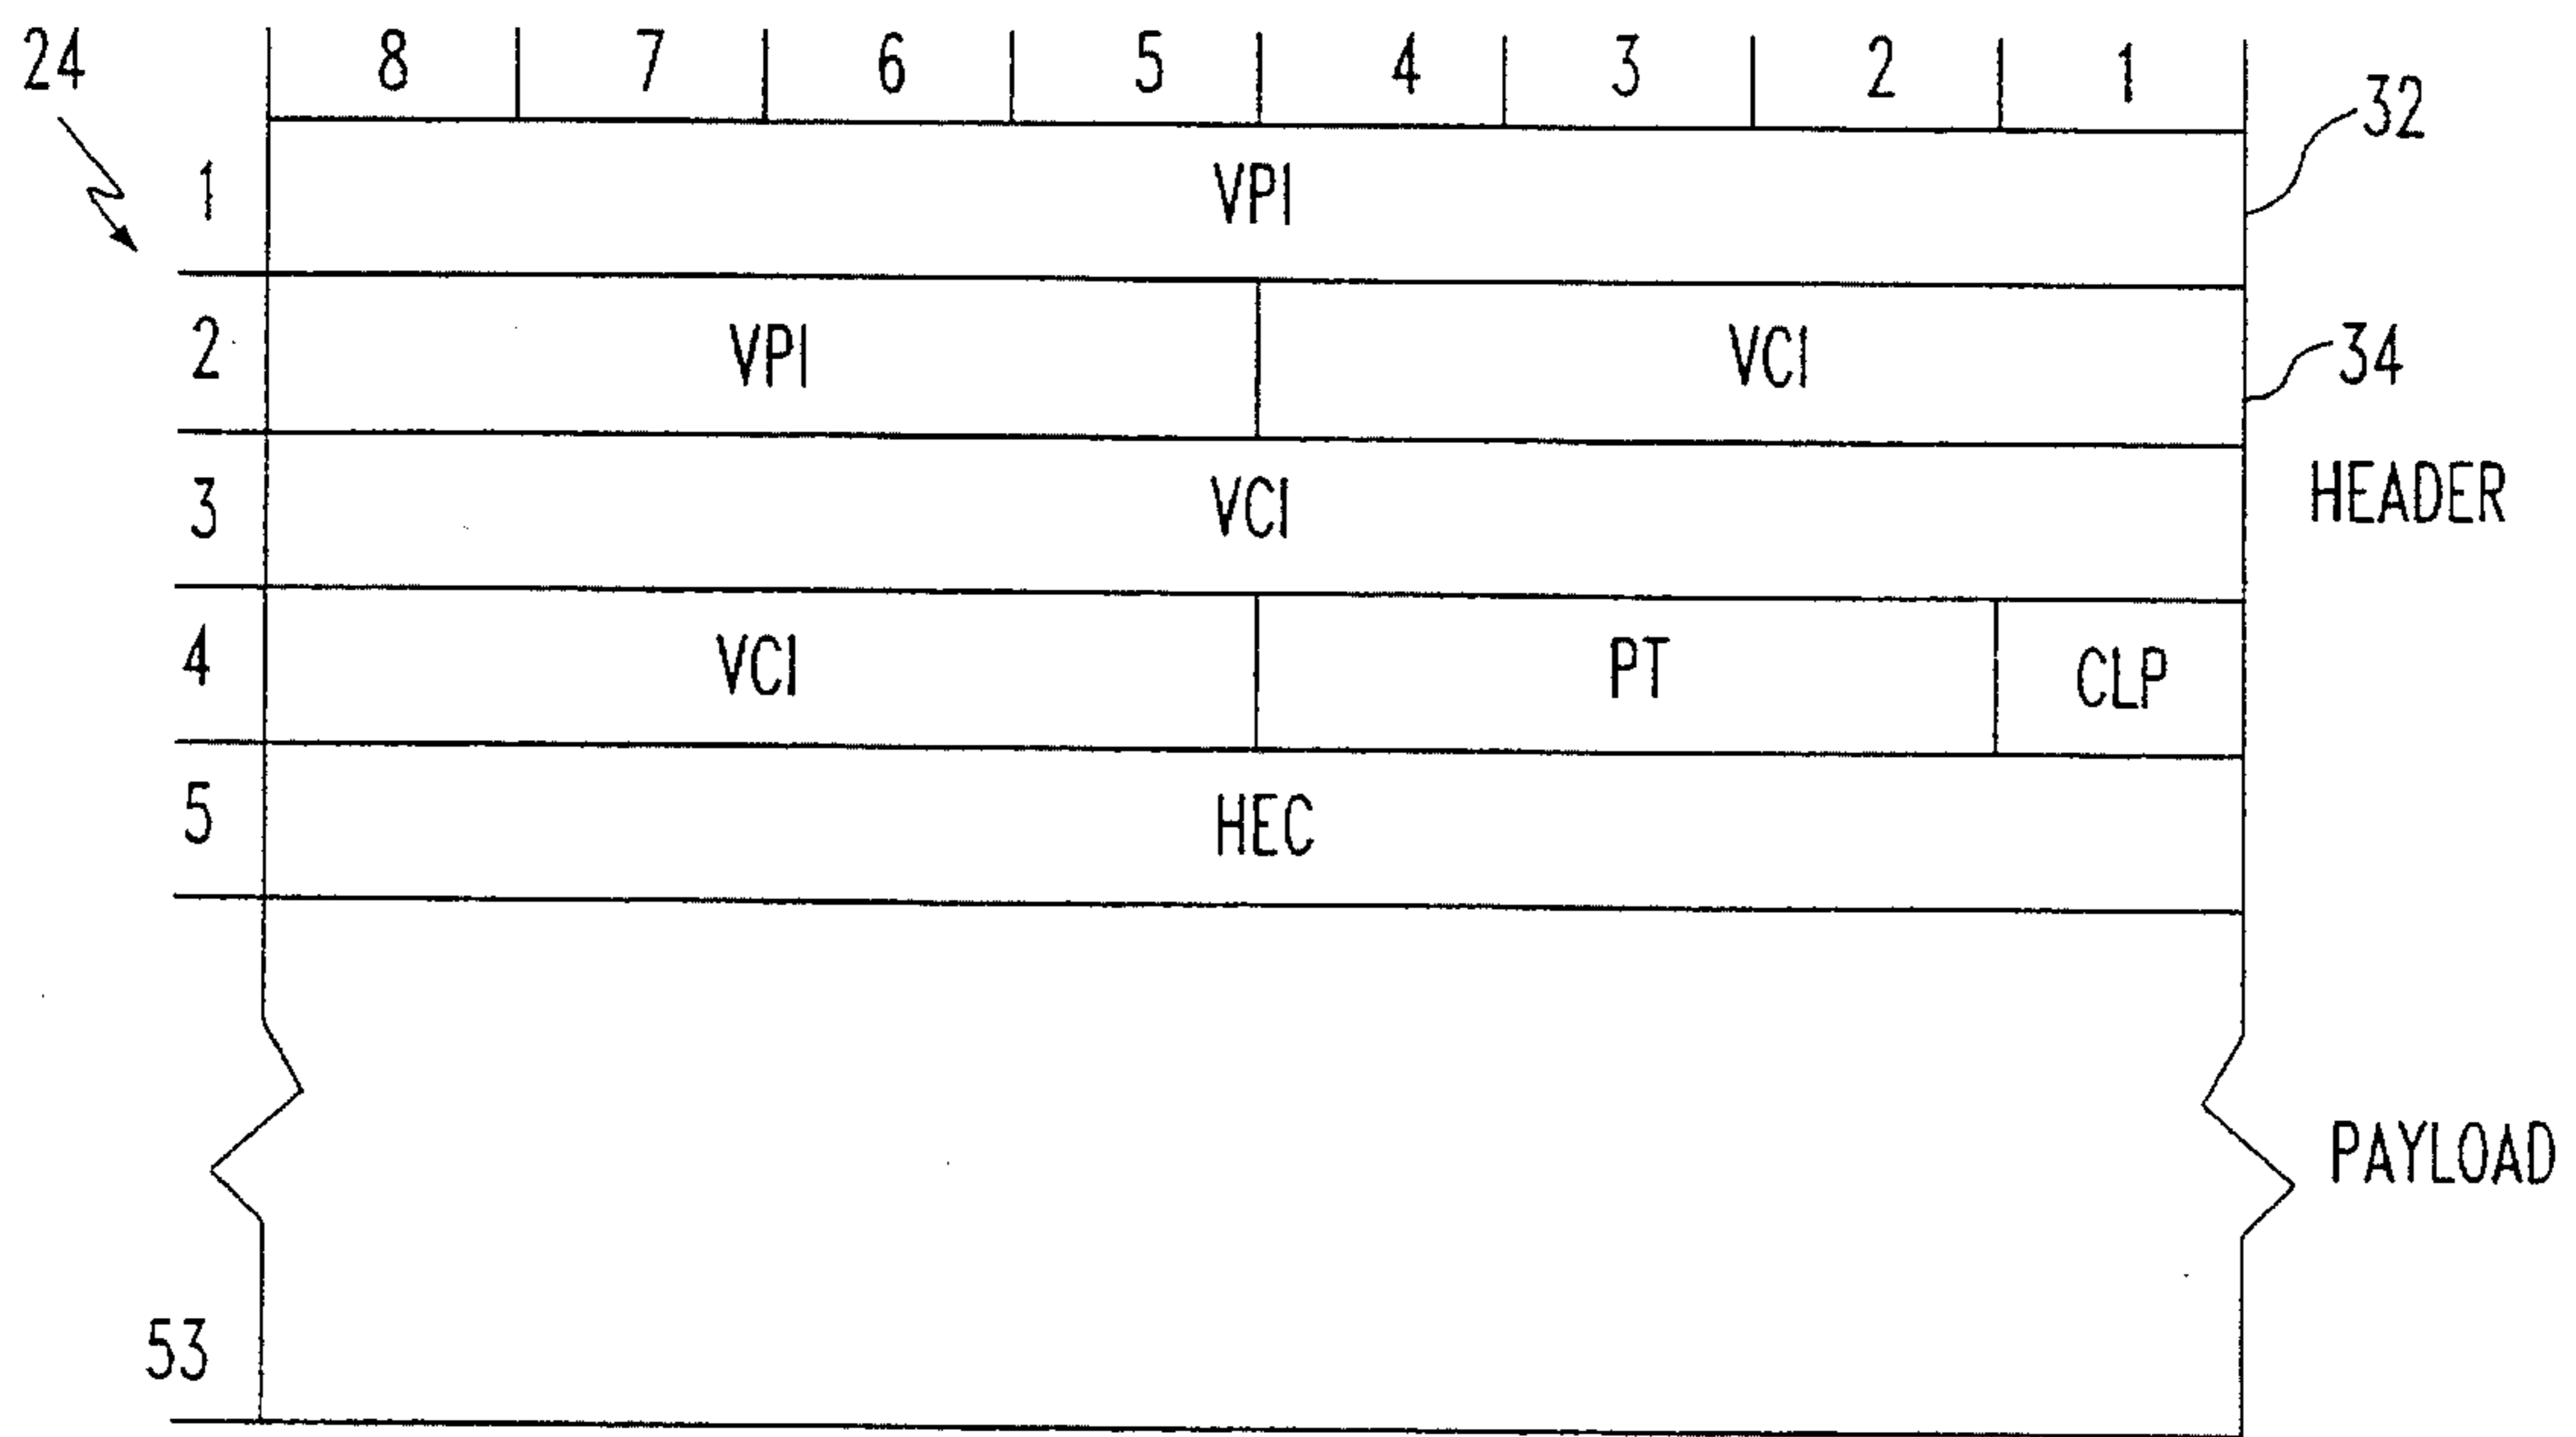 24 8 7 6 5 4 3 2 1
32
1 VPI
2 VPI VCI 34
3 VCI HEADER
4 VCI PT CLP
5 HEC
PAYLOAD
53